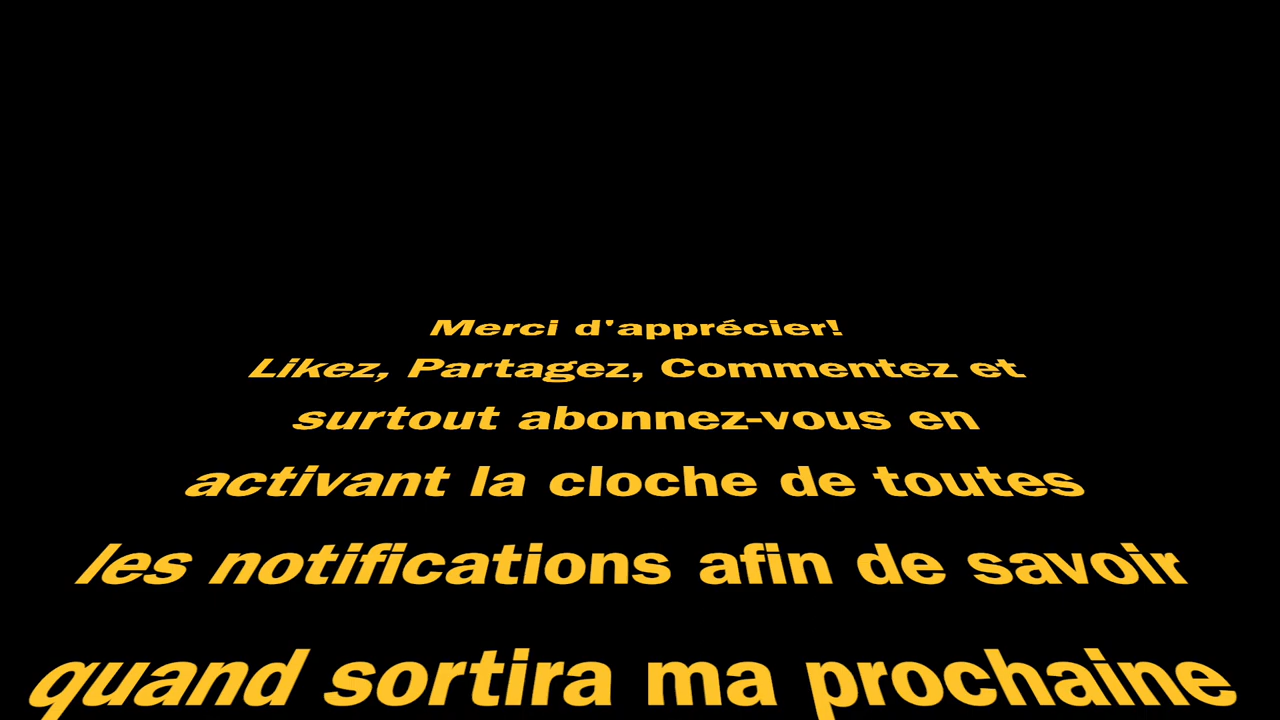 Merci d'apprécier!
Likez, Partagez, Commentez et
surtout abonnez-vous en
activant la cloche de toutes
les notifications afin de savoir
quand sortira ma prochaine